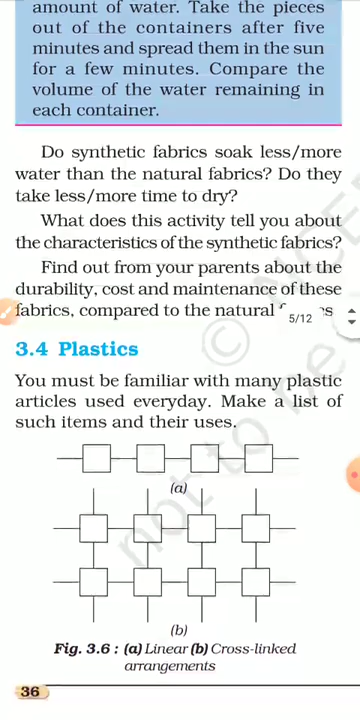 amount of water. Take the pieces
out of the containers after five
minutes and spread them in the sun
for a few minutes. Compare the
volume of the water remaining in
each container.
Do synthetic fabrics soak less/more
water than the natural fabrics? Do they
take less/more time to dry?
What does this activity tell you about
the characteristics of the synthetic fabrics?
Find out from your parents about the
durability, cost and maintenance of these
fabrics, compared to the natural
5/12
3.4 Plastics
You must be familiar with many plastic
articles used everyday. Make a list of
such items and their uses.
(a)
(b)
Fig. 3.6 : (a) Linear (b) Cross-linked
arrangements
36
© NCE
not to be